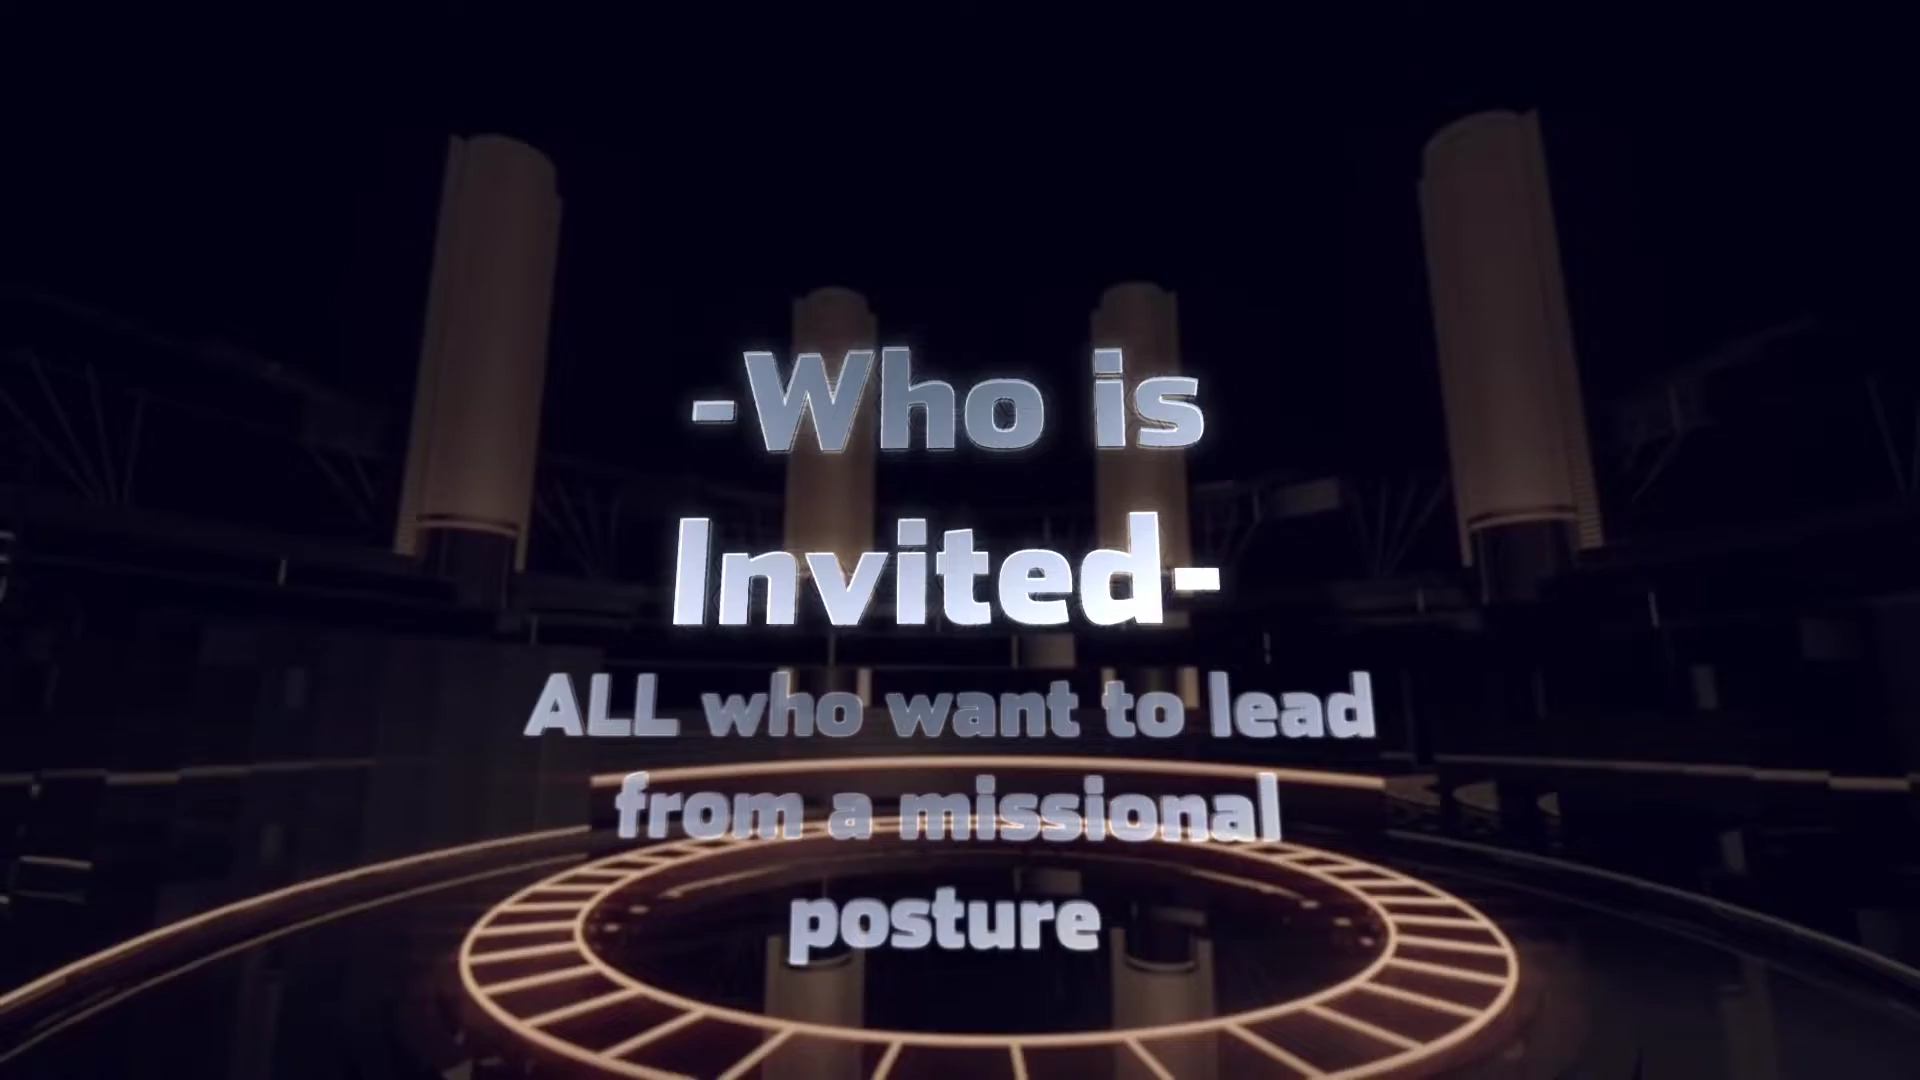 -Who is
Invited-
ALL who want to lead
from a missional
posture